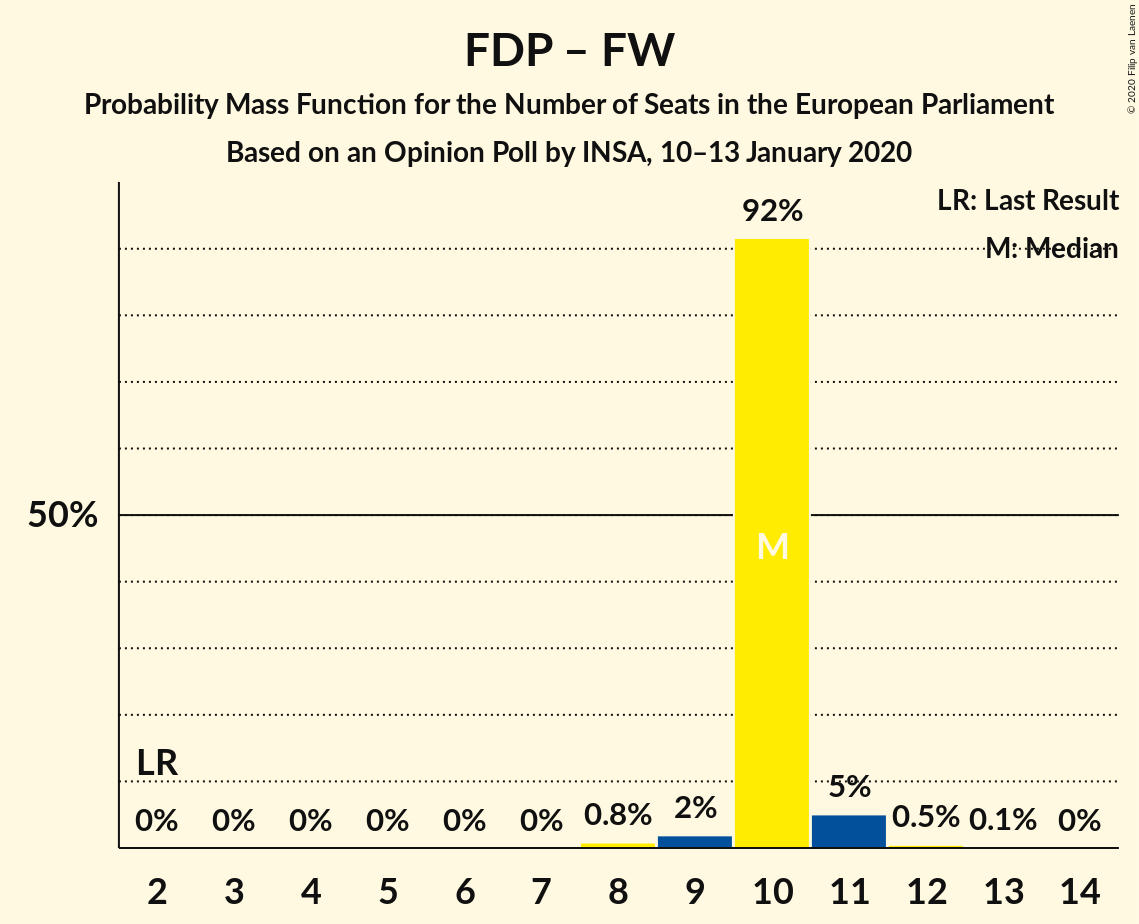 FDP – FW
Probability Mass Function for the Number of Seats in the European Parliament
Based on an Opinion Poll by INSA, 10–13 January 2020
© 2020 Filip van Laenen
LR: Last Result
M: Median
92%
50%
M
LR
0% 0% 0% 0% 0% 0% 0.8% 2% 5% 0.5% 0.1% 0%
2 3 4 5 6 7 8 9 10 11 12 13 14